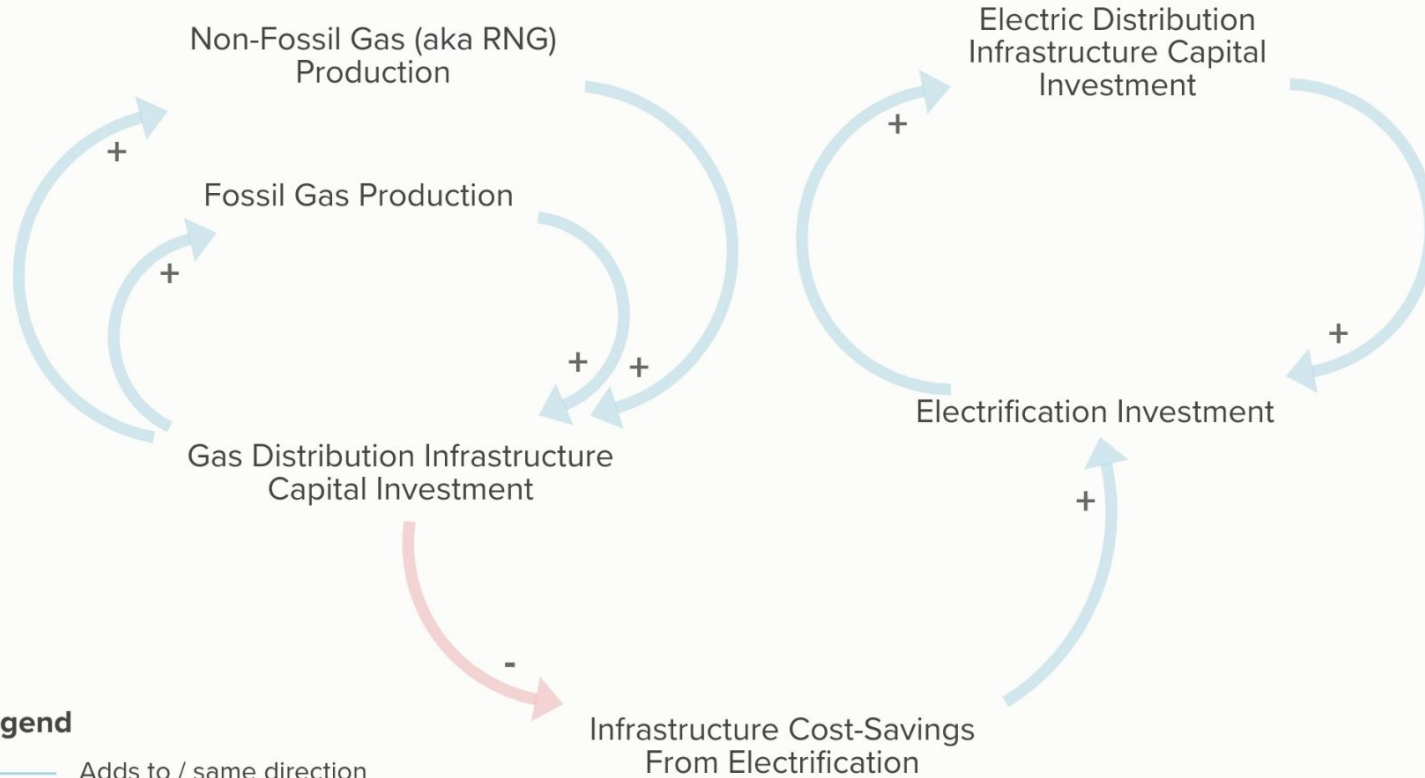 Non-Fossil Gas (aka RNG)
Production
Electric Distribution
Infrastructure Capital
Investment
+
+
Fossil Gas Production
+
+
+
+
Electrification Investment
Gas Distribution Infrastructure
Capital Investment
+
-
gend
Adds to / same direction
Infrastructure Cost-Savings
From Electrification